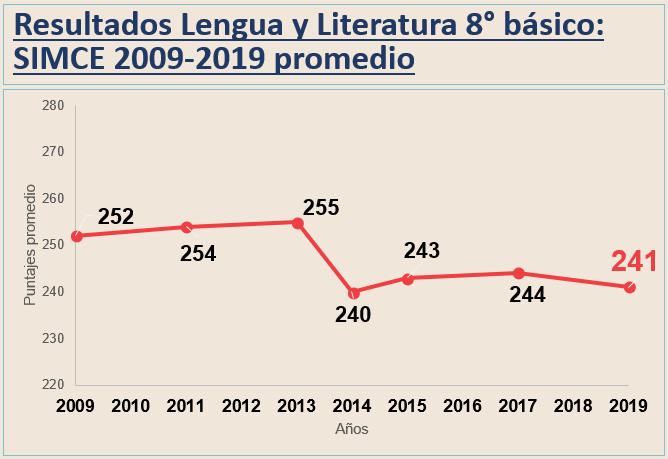 Resultados Lengua y Literatura 8° básico:
SIMCE 2009-2019 promedio
280
270
260
250
240
230
220
Puntajes promedio
252
254
255
240
243
244
241
2009 2010 2011 2012 2013 2014 2015 2016 2017 2018 2019
Años